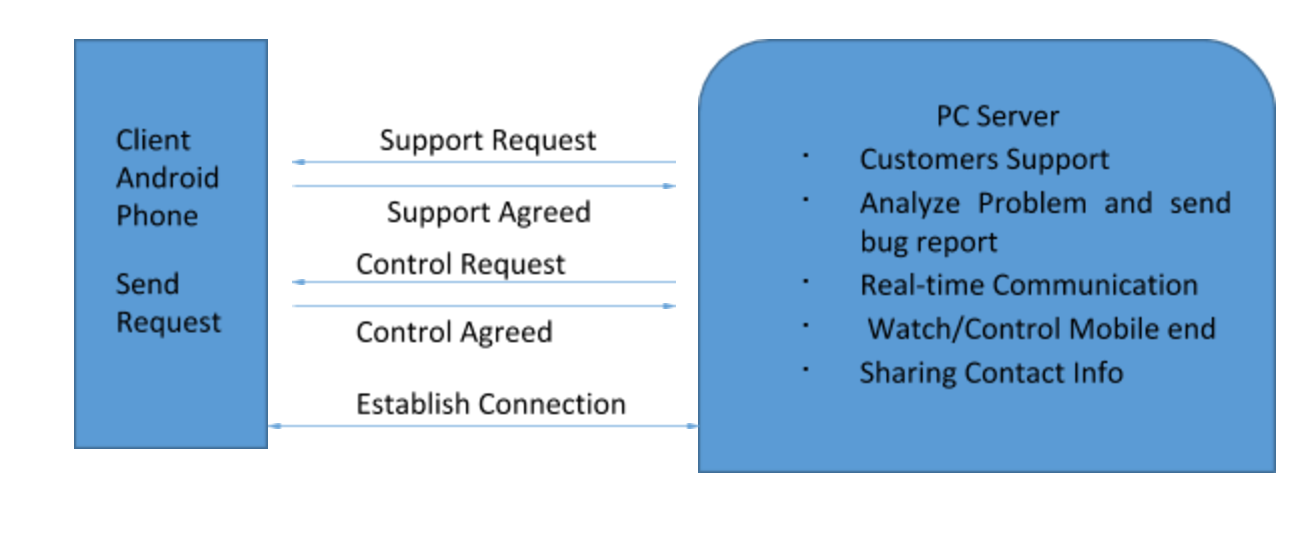 Client
Android
Phone
Send
Request
Support Request
Support Agreed
Control Request
Control Agreed
Establish Connection
PC Server
· Customers Support
· Analyze Problem and send
bug report
· Real-time Communication
· Watch/Control Mobile end
· Sharing Contact Info